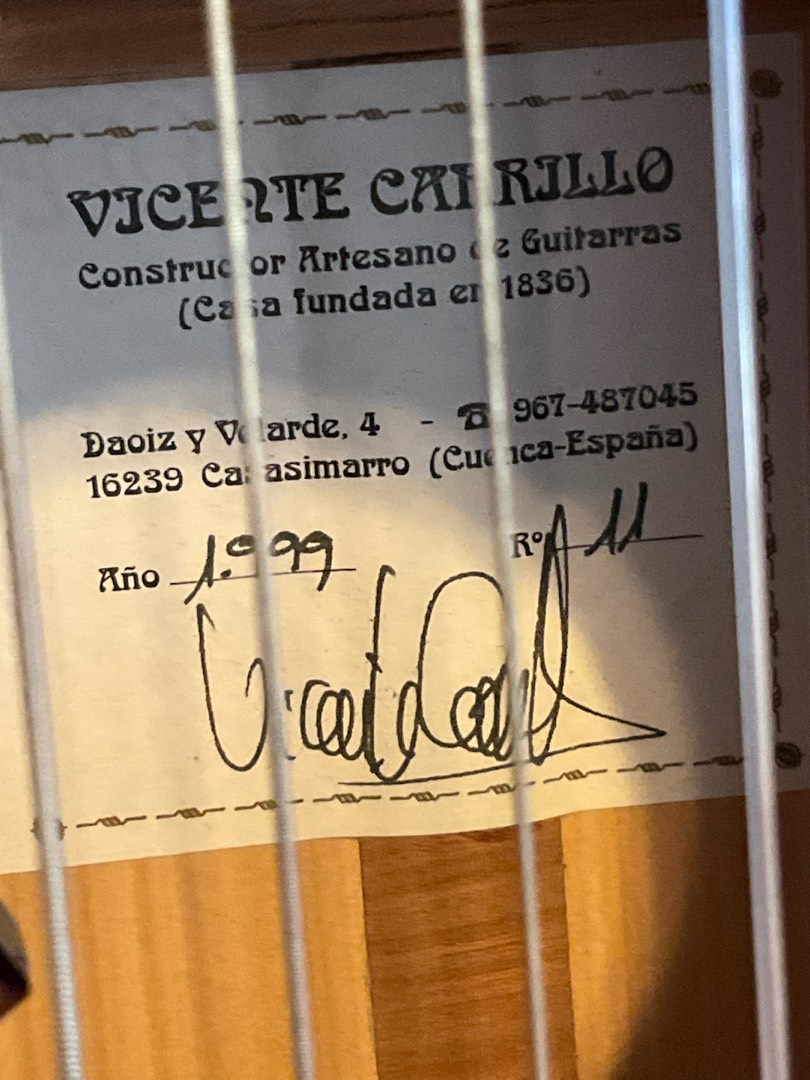 VICENTE CARRILLO
Constructor Artesano de Guitarras
(Casa fundada en 1836)
Daoiz y Velarde, 4 - ☎ 967-487045
16239 Casasimarro (Cuenca-España)
Año 1.999 Nº 11